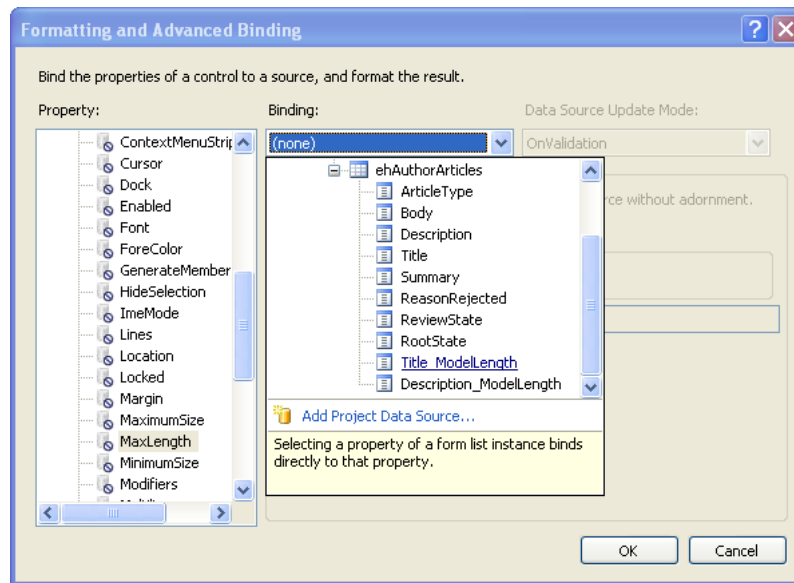 Formatting and Advanced Binding
Bind the properties of a control to a source, and format the result.
Property:
ContextMenuStrip
Cursor
Dock
Enabled
Font
ForeColor
GenerateMember
HideSelection
ImeMode
Lines
Location
Locked
Margin
MaximumSize
MaxLength
MinimumSize
Modifiers
Binding:
(none)
ehAuthorArticles
ArticleType
Body
Description
Title
Summary
ReasonRejected
ReviewState
RootState
Title_ModelLength
Description_ModelLength
Add Project Data Source...
Selecting a property of a form list instance binds
directly to that property.
Data Source Update Mode:
OnValidation
rce without adornment.
OK
Cancel